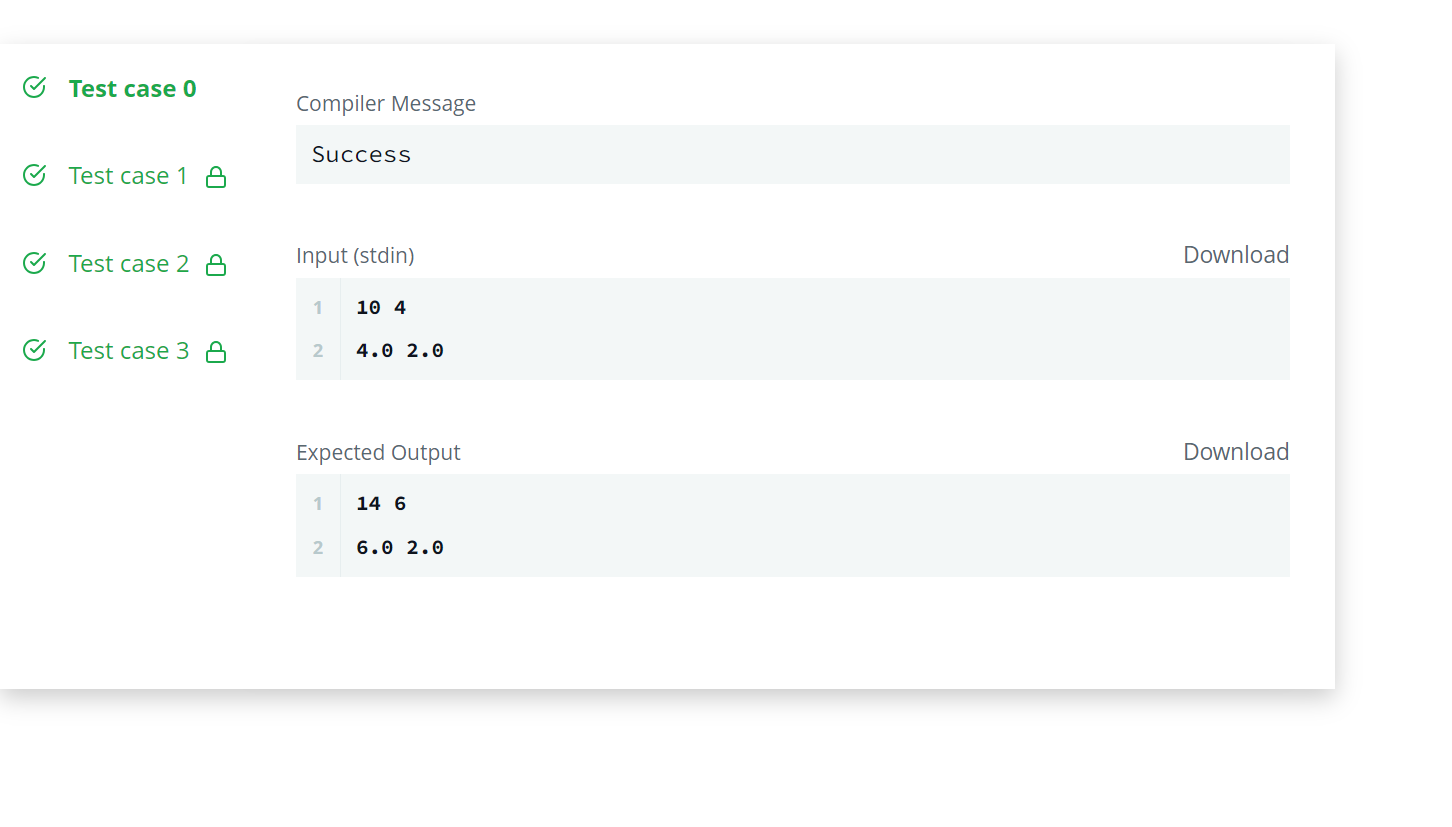 Test case 0
Test case 1
Test case 2
Test case 3
Compiler Message
Success
Input (stdin)
Download
1 10 4
2 4.0 2.0
Expected Output
Download
1 14 6
2 6.0 2.0